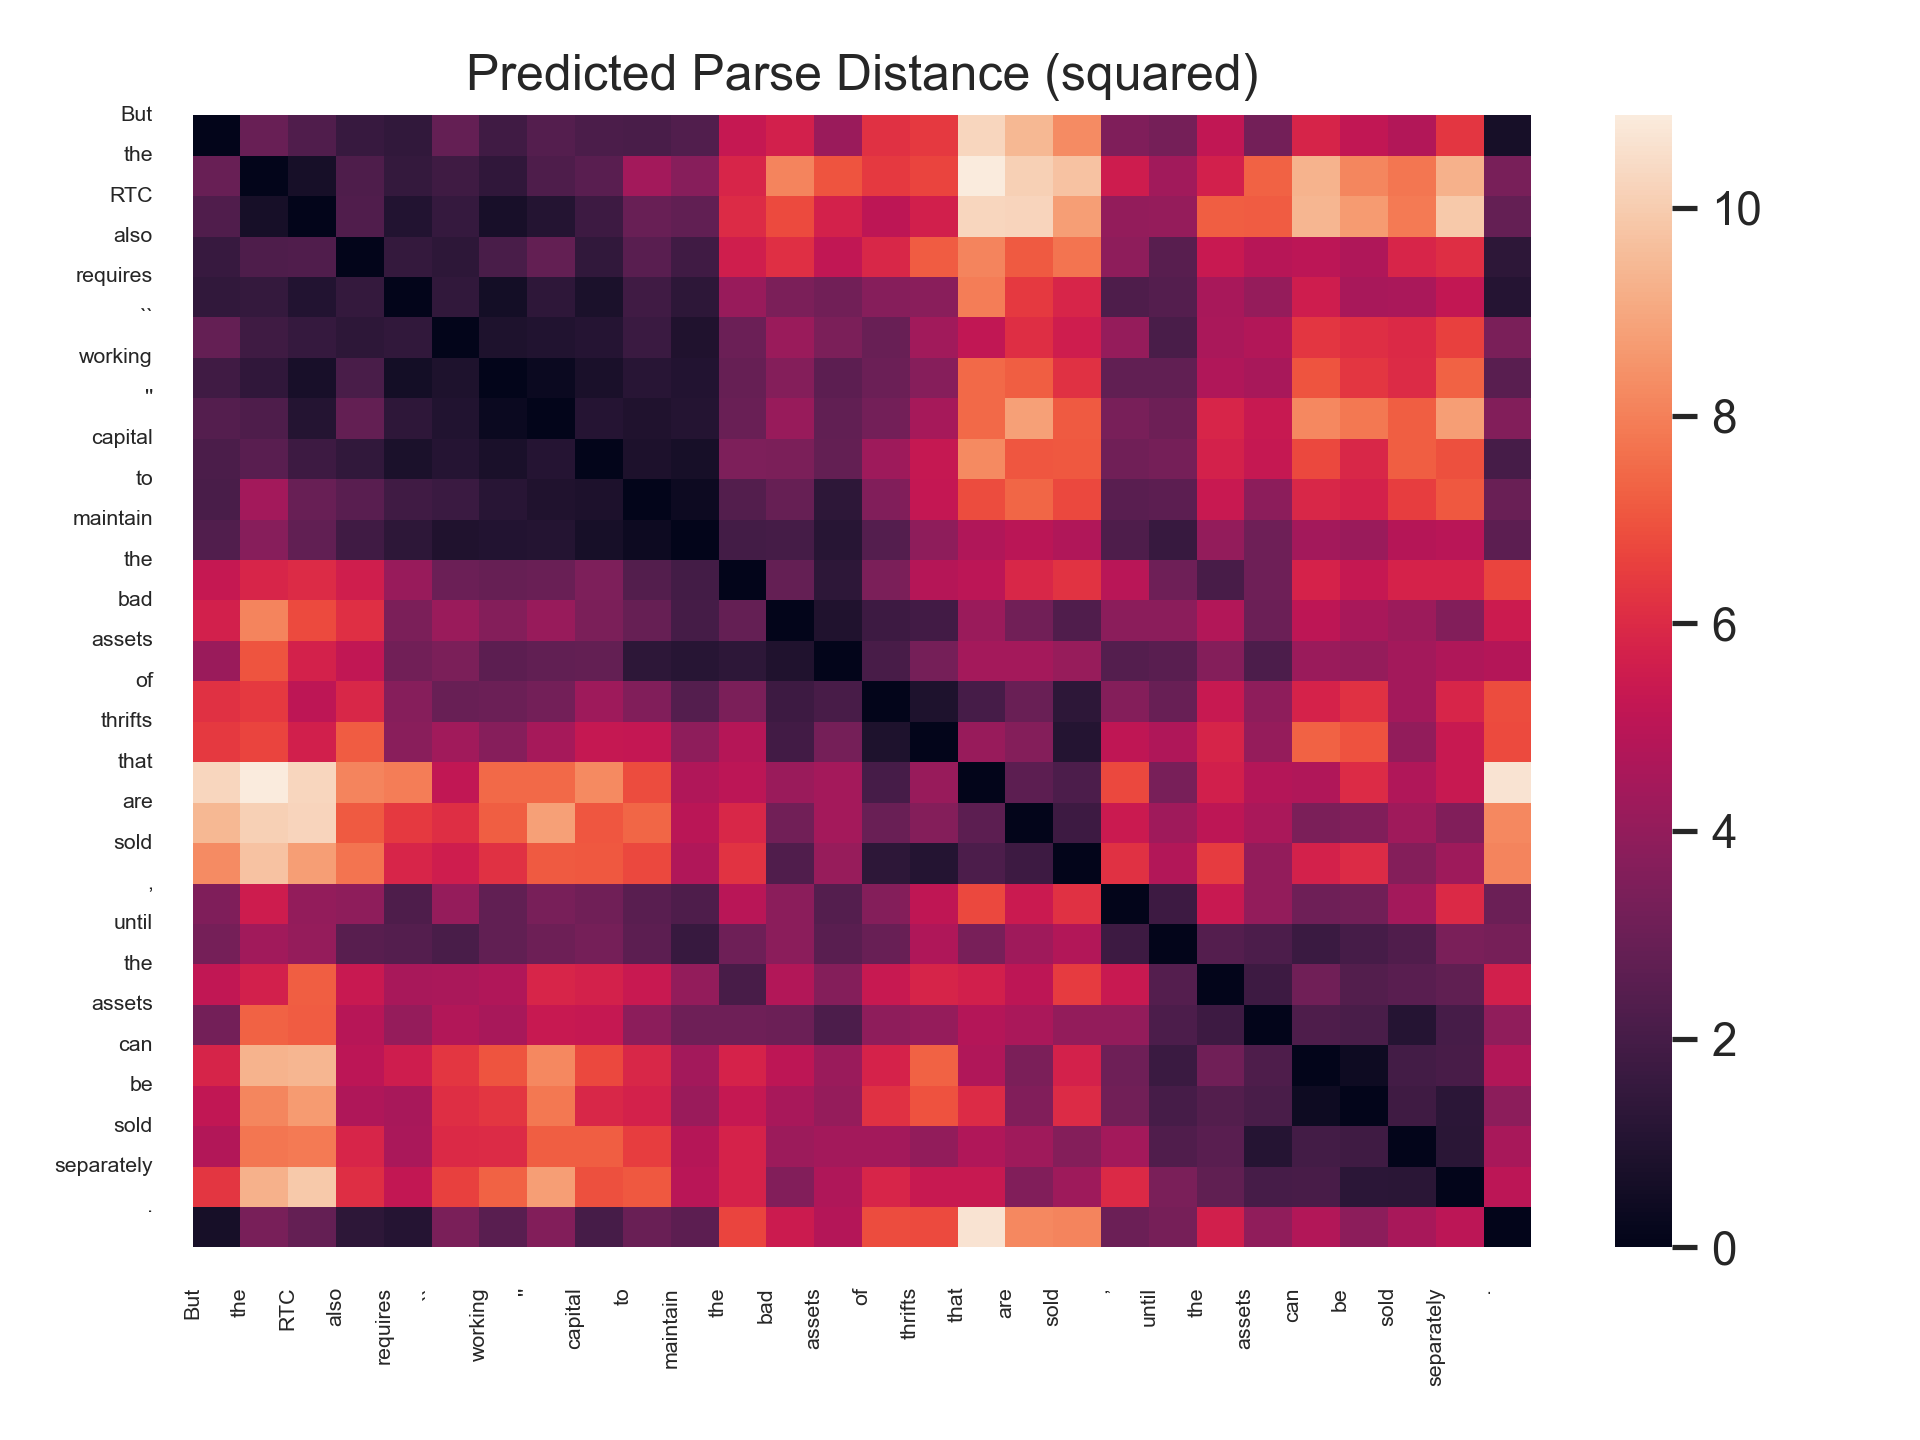 Predicted Parse Distance (squared)
But
the
RTC
also
requires
``
working
''
capital
to
maintain
the
bad
assets
of
thrifts
that
are
sold
,
until
the
assets
can
be
sold
separately
.
10
8
6
4
2
0
But
the
RTC
also
requires
``
working
''
capital
to
maintain
the
bad
assets
of
thrifts
that
are
sold
,
until
the
assets
can
be
sold
separately
.